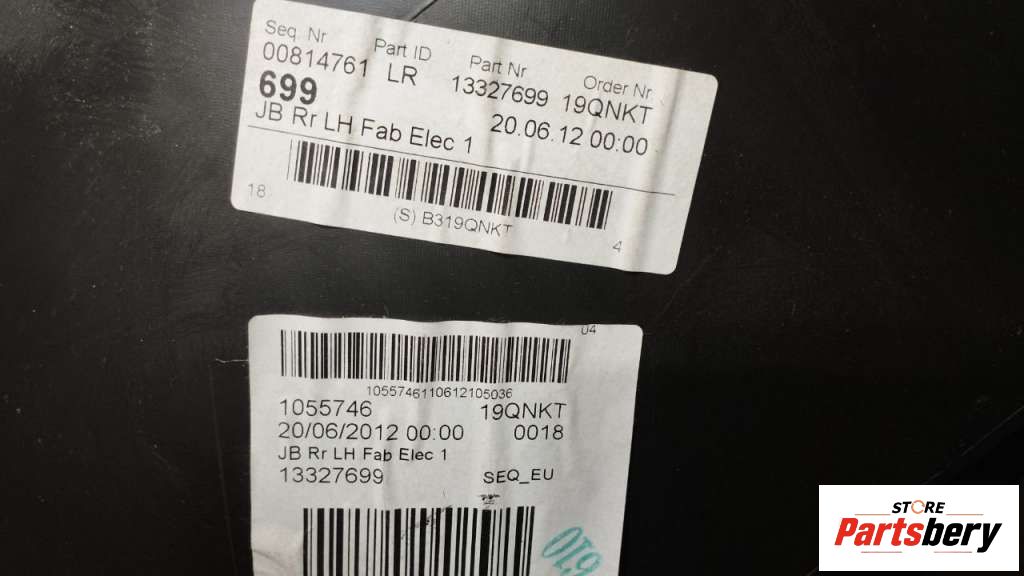 Seq. Nr Part ID Part Nr Order Nr
00814761 LR 13327699 19QNKT
699 20.06.12 00:00
JB Rr LH Fab Elec 1
18 (S) B319QNKT 4
U4
1055746110612105036
1055746 19QNKT
20/06/2012 00:00 0018
JB Rr LH Fab Elec 1
13327699 SEQ_EU
STORE
Partsbery